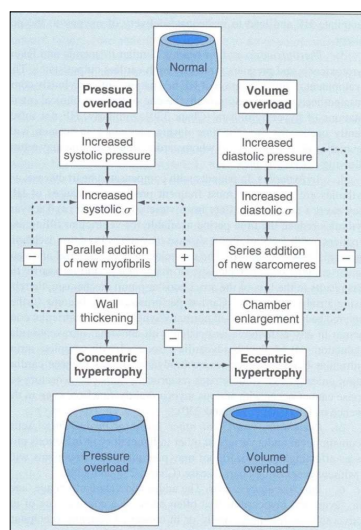 Normal
Pressure
overload
Increased
systolic pressure
Increased
systolic σ
Parallel addition
of new myofibrils
Wall
thickening
Concentric
hypertrophy
Pressure
overload
Volume
overload
Increased
diastolic pressure
Increased
diastolic σ
Series addition
of new sarcomeres
Chamber
enlargement
Eccentric
hypertrophy
Volume
overload
−
+
−
−